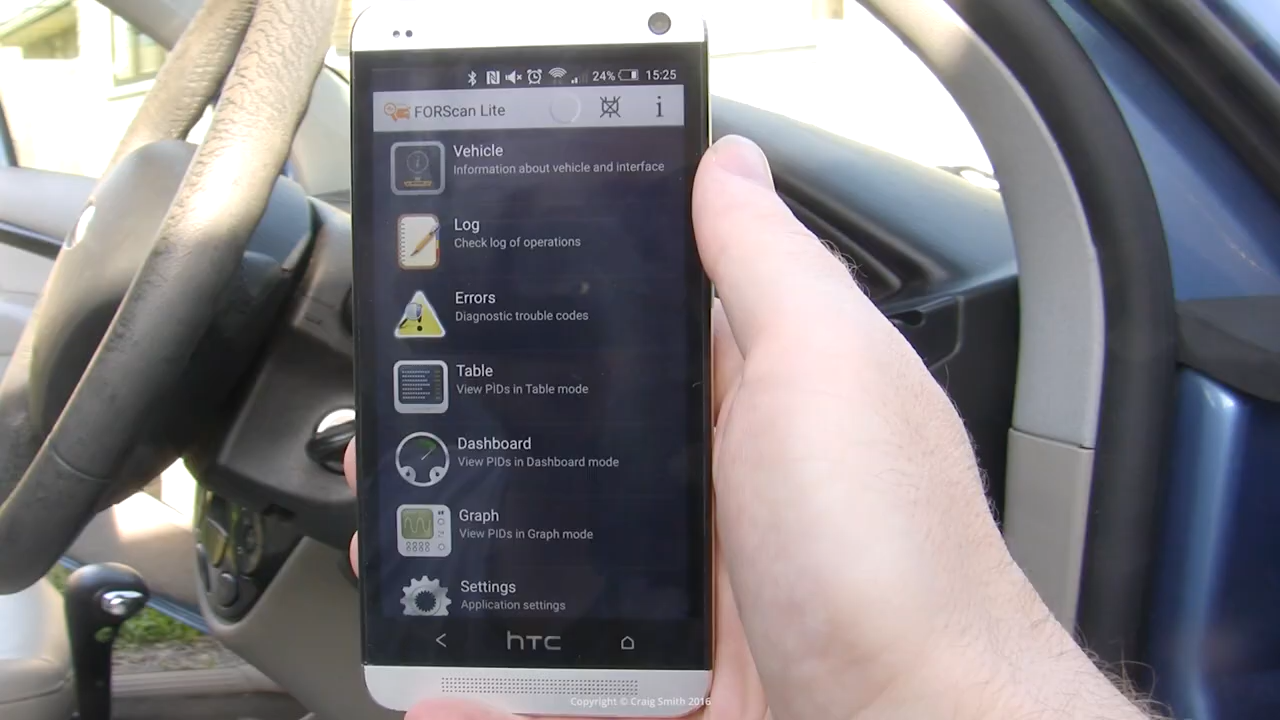 24% 15:25
FORScan Lite i
Vehicle
Information about vehicle and interface
Log
Check log of operations
Errors
Diagnostic trouble codes
Table
View PIDs in Table mode
Dashboard
View PIDs in Dashboard mode
Graph
View PIDs in Graph mode
Settings
Application settings
hTC
Copyright © Craig Smith 2016